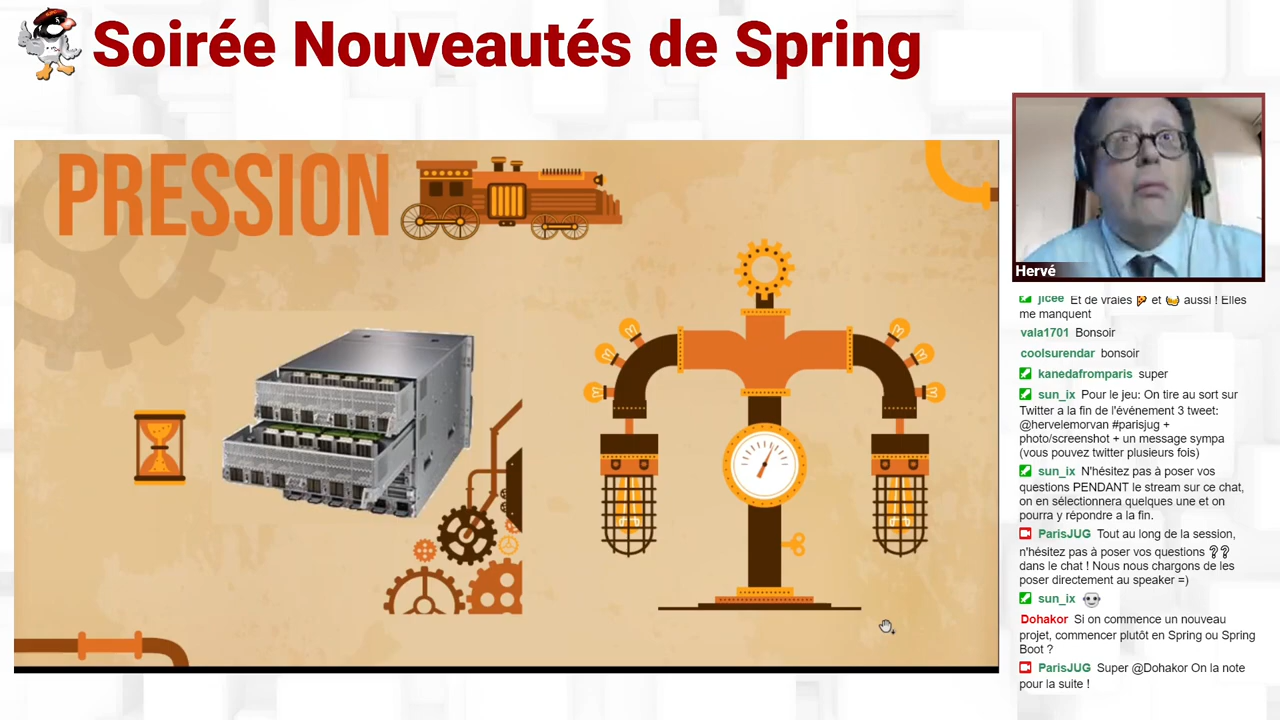 Soirée Nouveautés de Spring
PRESSION
Hervé
jicee Et de vraies 🍕 et 🍻 aussi ! Elles
me manquent
vala1701 Bonsoir
coolsurendar bonsoir
kanedafromparis super
sun_ix Pour le jeu: On tire au sort sur
Twitter a la fin de l'événement 3 tweet:
@hervelemorvan #parisjug +
photo/screenshot + un message sympa
(vous pouvez twitter plusieurs fois)
sun_ix N'hésitez pas à poser vos
questions PENDANT le stream sur ce chat,
on en sélectionnera quelques une et on
pourra y répondre a la fin.
ParisJUG Tout au long de la session,
n'hésitez pas à poser vos questions ❓❓
dans le chat ! Nous nous chargons de les
poser directement au speaker =)
sun_ix
Dohakor Si on commence un nouveau
projet, commencer plutôt en Spring ou Spring
Boot ?
ParisJUG Super @Dohakor On la note
pour la suite !